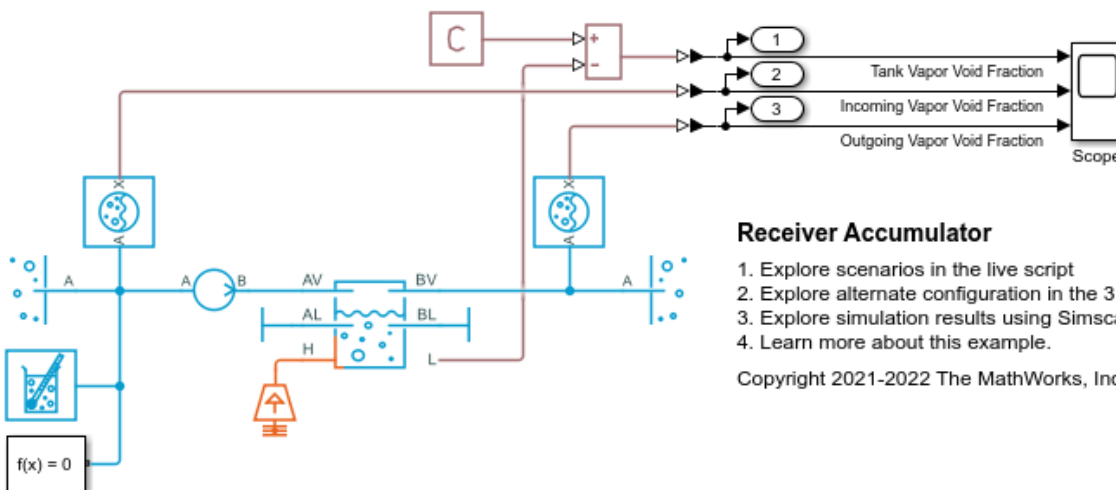 C
+
-
1
Tank Vapor Void Fraction
2
Incoming Vapor Void Fraction
3
Outgoing Vapor Void Fraction
Scope
X
A
X
A
Receiver Accumulator
1. Explore scenarios in the live script
2. Explore alternate configuration in the 3
3. Explore simulation results using
4. Learn more about this example.
Copyright 2021-2022 The MathWorks, Inc
A
A
B
AV
BV
A
AL
BL
H
L
f(x) = 0